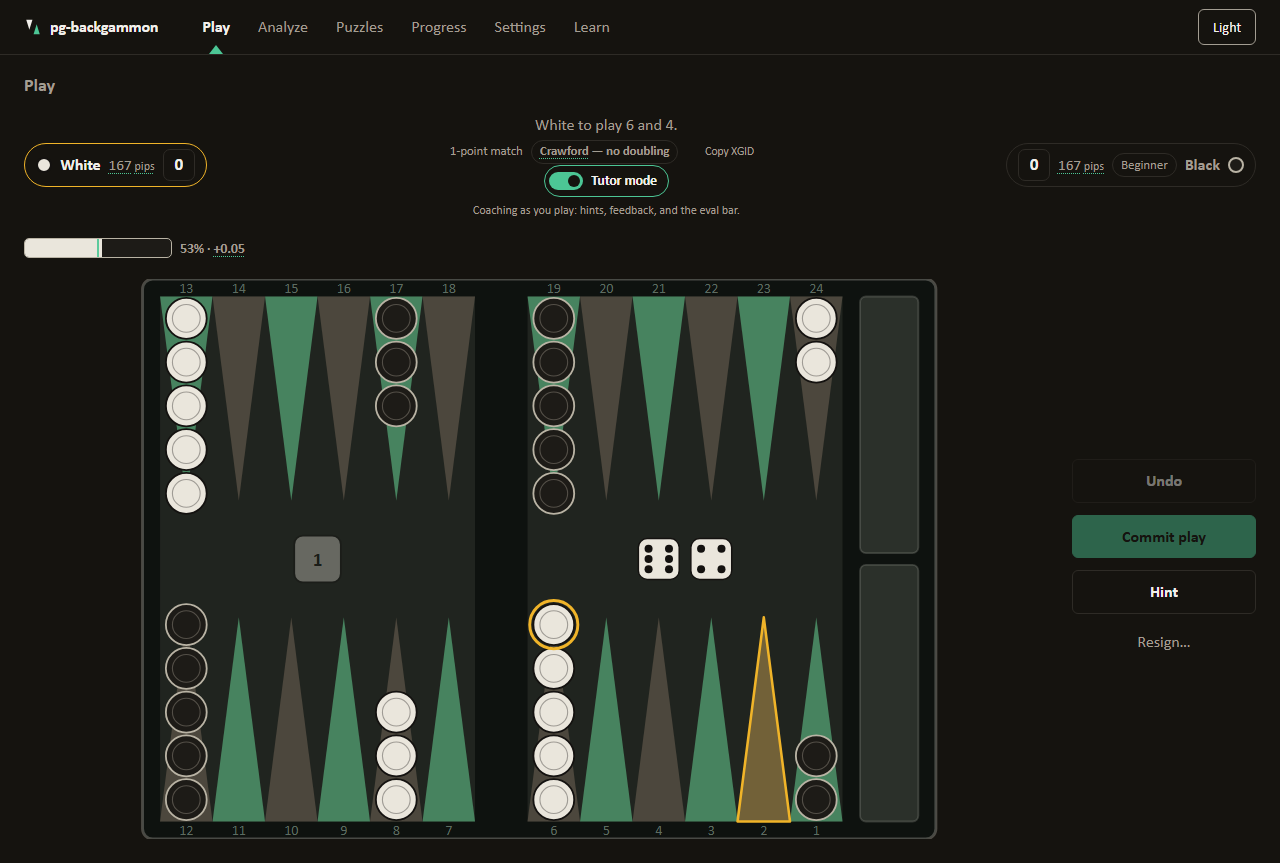 pg-backgammon Play Analyze Puzzles Progress Settings Learn Light
Play
White to play 6 and 4.
White 167 pips 0
1-point match Crawford — no doubling Copy XGID
Tutor mode
0 167 pips Beginner Black
Coaching as you play: hints, feedback, and the eval bar.
53% · +0.05
13 14 15 16 17 18 19 20 21 22 23 24
1
Undo
Commit play
Hint
Resign...
12 11 10 9 8 7 6 5 4 3 2 1